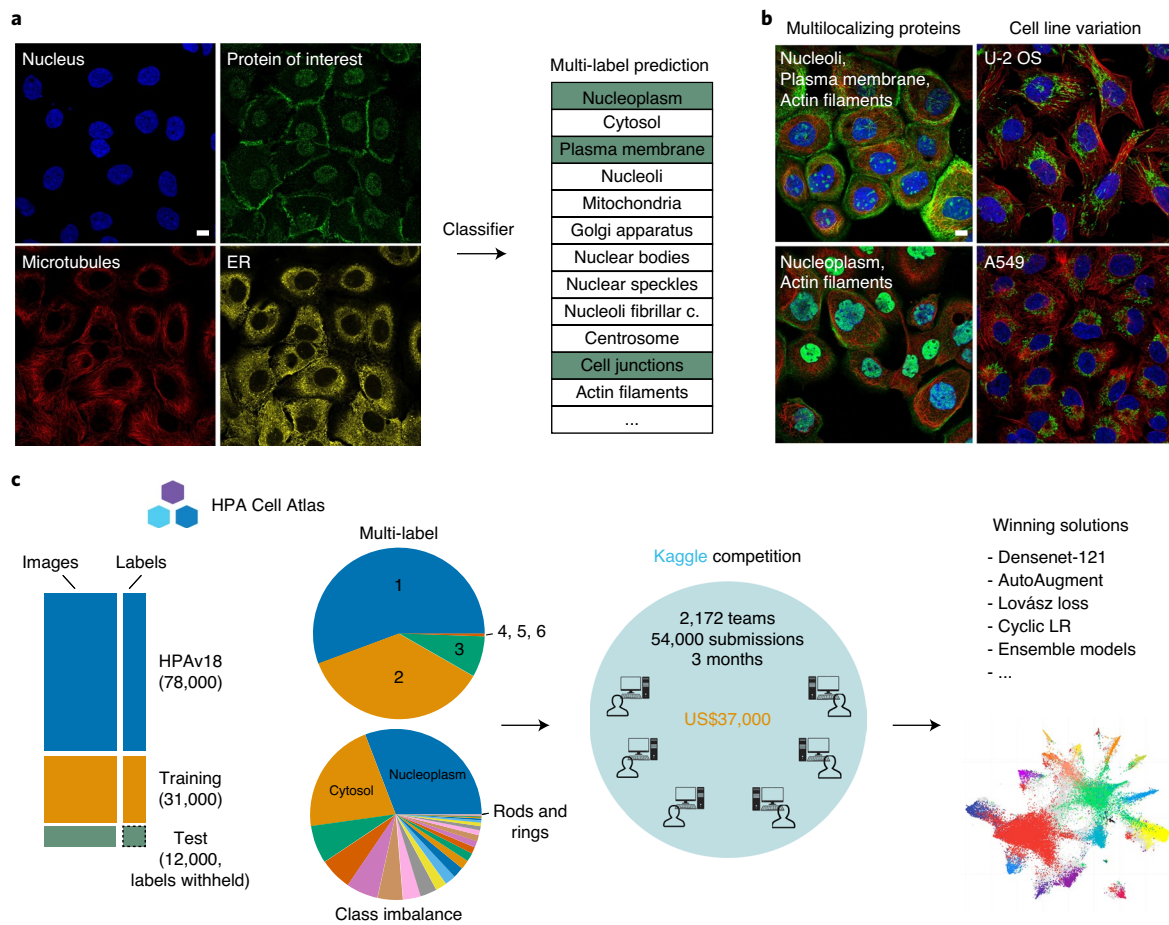 a
Nucleus
Protein of interest
Microtubules
ER
Classifier
Multi-label prediction
Nucleoplasm
Cytosol
Plasma membrane
Nucleoli
Mitochondria
Golgi apparatus
Nuclear bodies
Nuclear speckles
Nucleoli fibrillar c.
Centrosome
Cell junctions
Actin filaments
...
b
Multilocalizing proteins
Cell line variation
Nucleoli,
Plasma membrane,
Actin filaments
U-2 OS
Nucleoplasm,
Actin filaments
A549
c
HPA Cell Atlas
Images
Labels
HPAv18
(78,000)
Training
(31,000)
Test
(12,000,
labels withheld)
Multi-label
1
2
3
4, 5, 6
Nucleoplasm
Cytosol
Rods and
rings
Class imbalance
Kaggle competition
2,172 teams
54,000 submissions
3 months
US$37,000
Winning solutions
- Densenet-121
- AutoAugment
- Lovász loss
- Cyclic LR
- Ensemble models
- ...